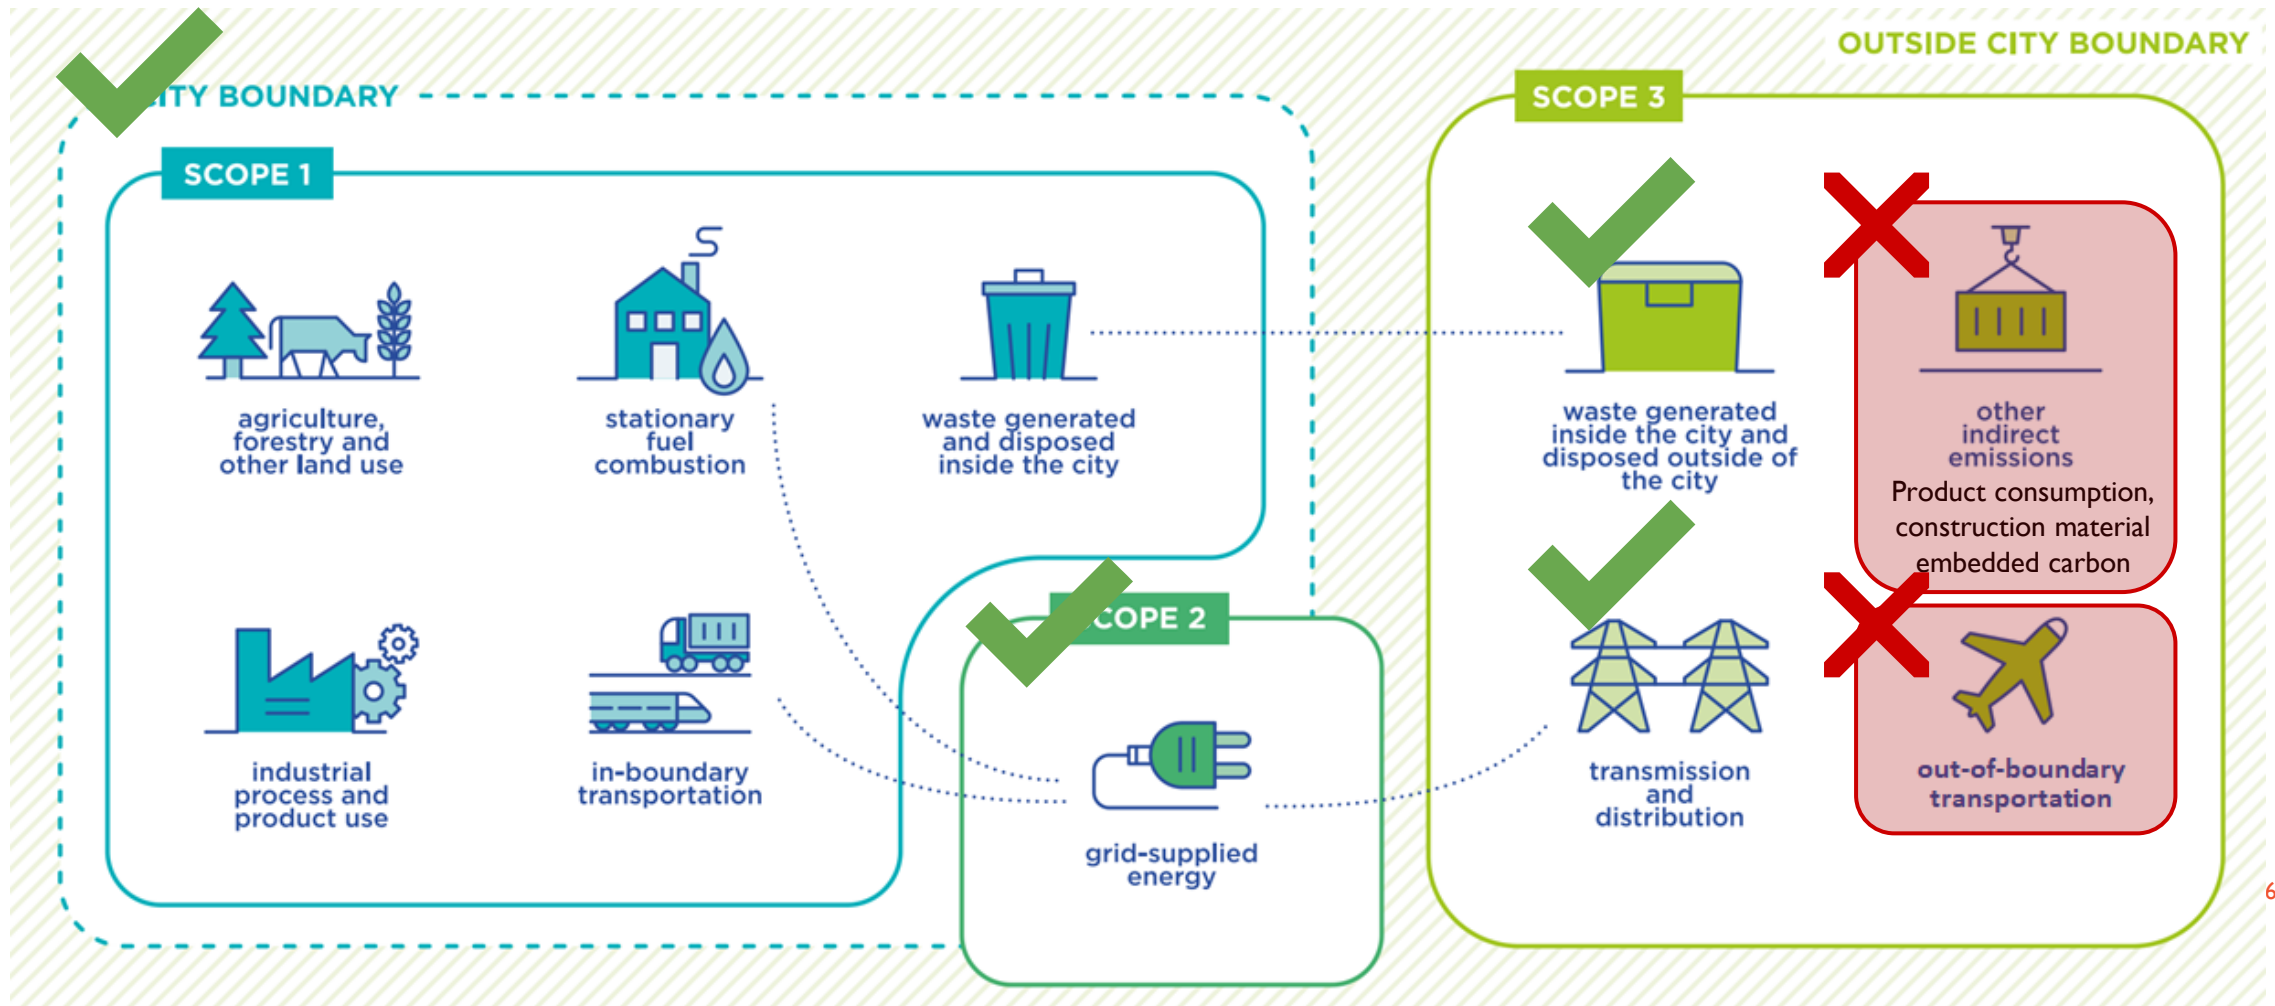 OUTSIDE CITY BOUNDARY
CITY BOUNDARY
SCOPE 1
agriculture,
forestry and
other land use
stationary
fuel
combustion
waste generated
and disposed
inside the city
industrial
process and
product use
in-boundary
transportation
SCOPE 2
grid-supplied
energy
SCOPE 3
waste generated
inside the city and
disposed outside of
the city
other
indirect
emissions
Product consumption,
construction material
embedded carbon
transmission
and
distribution
out-of-boundary
transportation
6